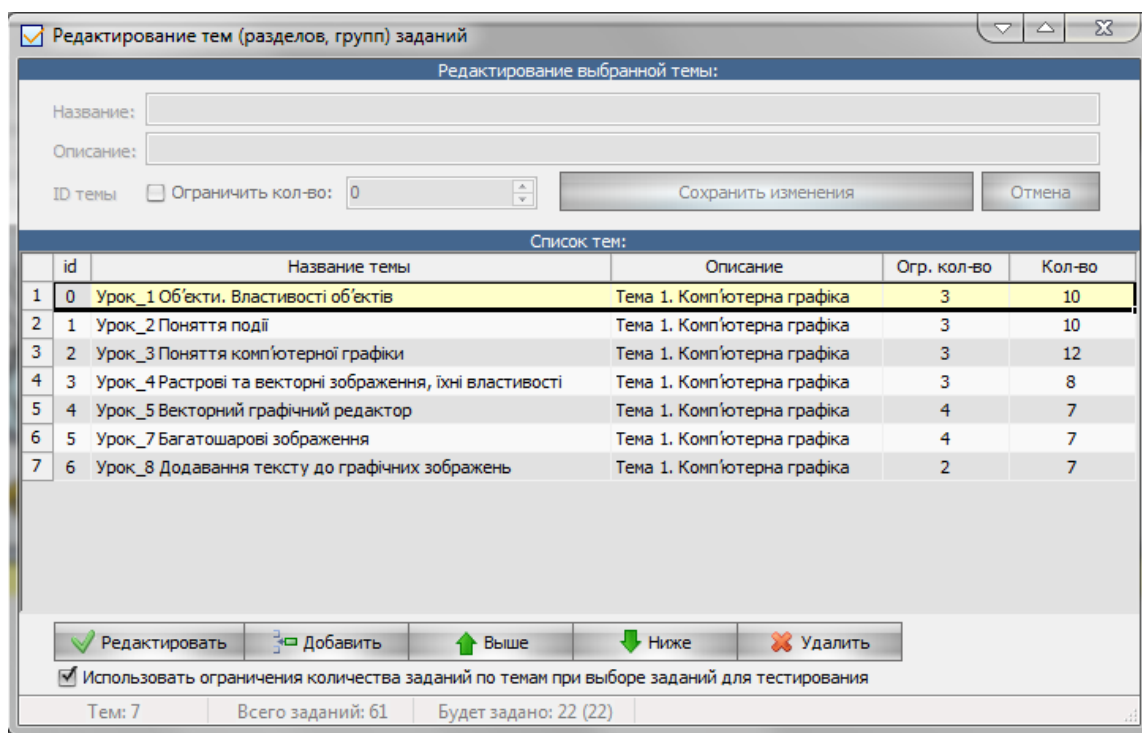 Редактирование тем (разделов, групп) заданий
Редактирование выбранной темы:
Название:
Описание:
ID темы Ограничить кол-во: 0 Сохранить изменения Отмена
Список тем:
id Название темы Описание Огр. кол-во Кол-во
1 0 Урок_1 Об'єкти. Властивості об'єктів Тема 1. Комп'ютерна графіка 3 10
2 1 Урок_2 Поняття події Тема 1. Комп'ютерна графіка 3 10
3 2 Урок_3 Поняття комп'ютерної графіки Тема 1. Комп'ютерна графіка 3 12
4 3 Урок_4 Растрові та векторні зображення, їхні властивості Тема 1. Комп'ютерна графіка 3 8
5 4 Урок_5 Векторний графічний редактор Тема 1. Комп'ютерна графіка 4 7
6 5 Урок_7 Багатошарові зображення Тема 1. Комп'ютерна графіка 4 7
7 6 Урок_8 Додавання тексту до графічних зображень Тема 1. Комп'ютерна графіка 2 7
Редактировать Добавить Выше Ниже Удалить
Использовать ограничения количества заданий по темам при выборе заданий для тестирования
Тем: 7 Всего заданий: 61 Будет задано: 22 (22)